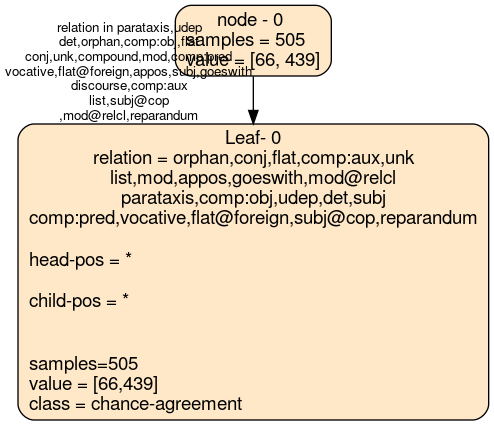 node - 0
samples = 505
value = [66, 439]
relation in parataxis,udep
det,orphan,comp:obj,flat
conj,unk,compound,mod,comp:pred
vocative,flat@foreign,appos,subj,goeswith
discourse,comp:aux
list,subj@cop
,mod@relcl,reparandum
Leaf- 0
relation = orphan,conj,flat,comp:aux,unk
list,mod,appos,goeswith,mod@relcl
parataxis,comp:obj,udep,det,subj
comp:pred,vocative,flat@foreign,subj@cop,reparandum
head-pos = *
child-pos = *
samples=505
value = [66,439]
class = chance-agreement